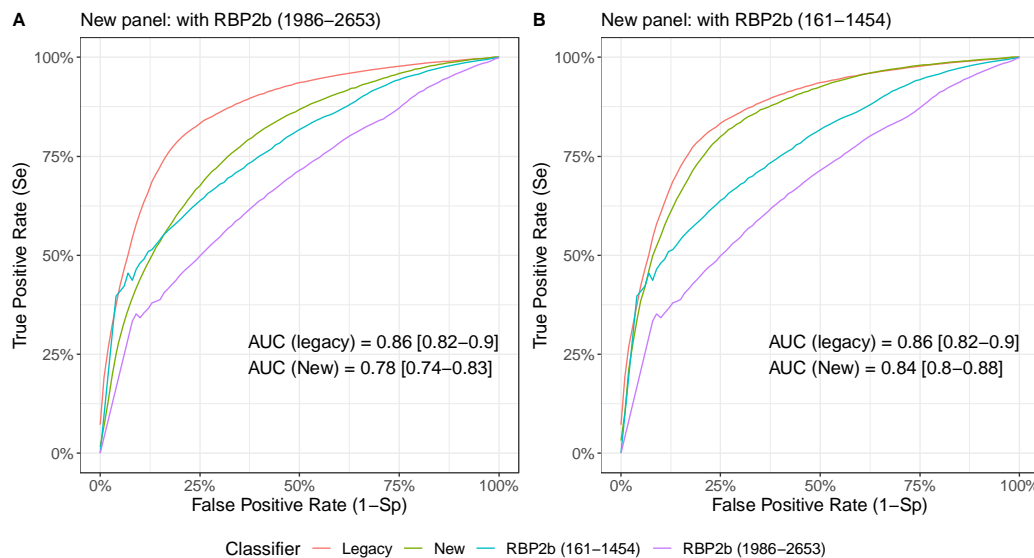 A New panel: with RBP2b (1986−2653)
True Positive Rate (Se)
100%
75%
50%
25%
0%
AUC (legacy) = 0.86 [0.82−0.9]
AUC (New) = 0.78 [0.74−0.83]
0% 25% 50% 75% 100%
False Positive Rate (1−Sp)
B New panel: with RBP2b (161−1454)
True Positive Rate (Se)
100%
75%
50%
25%
0%
AUC (legacy) = 0.86 [0.82−0.9]
AUC (New) = 0.84 [0.8−0.88]
0% 25% 50% 75% 100%
False Positive Rate (1−Sp)
Classifier Legacy New RBP2b (161−1454) RBP2b (1986−2653)